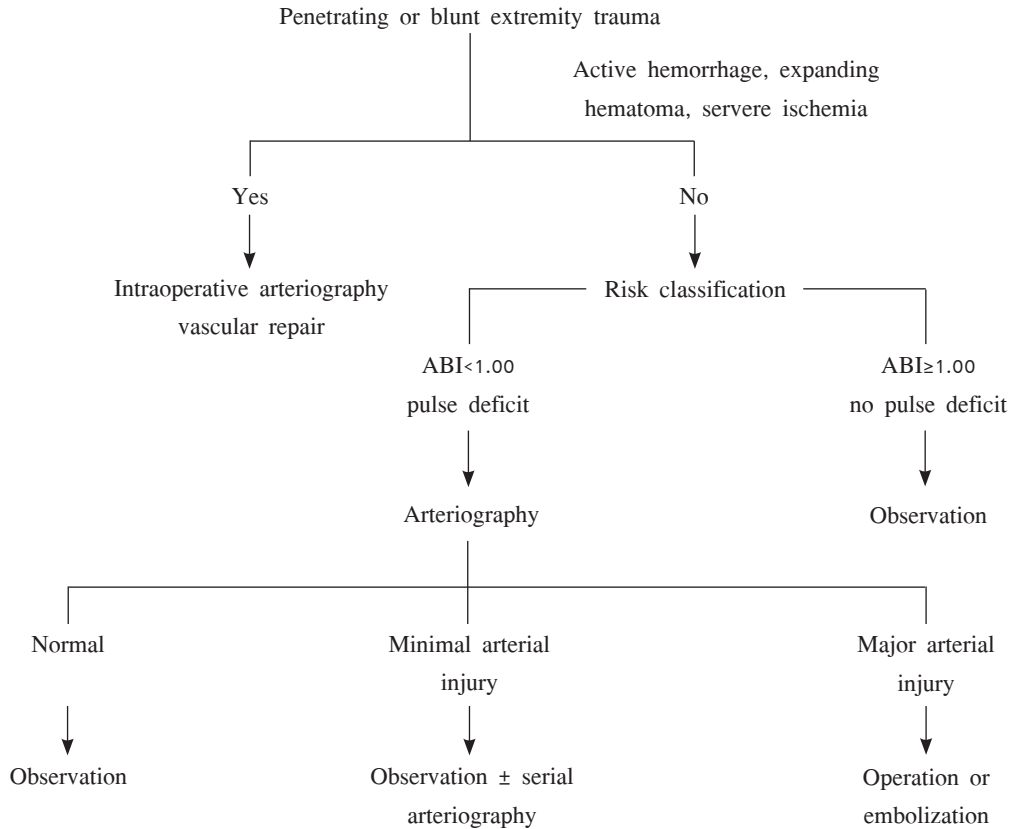 Penetrating or blunt extremity trauma
Active hemorrhage, expanding
hematoma, servere ischemia
Yes
No
Intraoperative arteriography
vascular repair
Risk classification
ABI<1.00
pulse deficit
ABI≥1.00
no pulse deficit
Arteriography
Observation
Normal
Minimal arterial
injury
Major arterial
injury
Observation
Observation ± serial
arteriography
Operation or
embolization